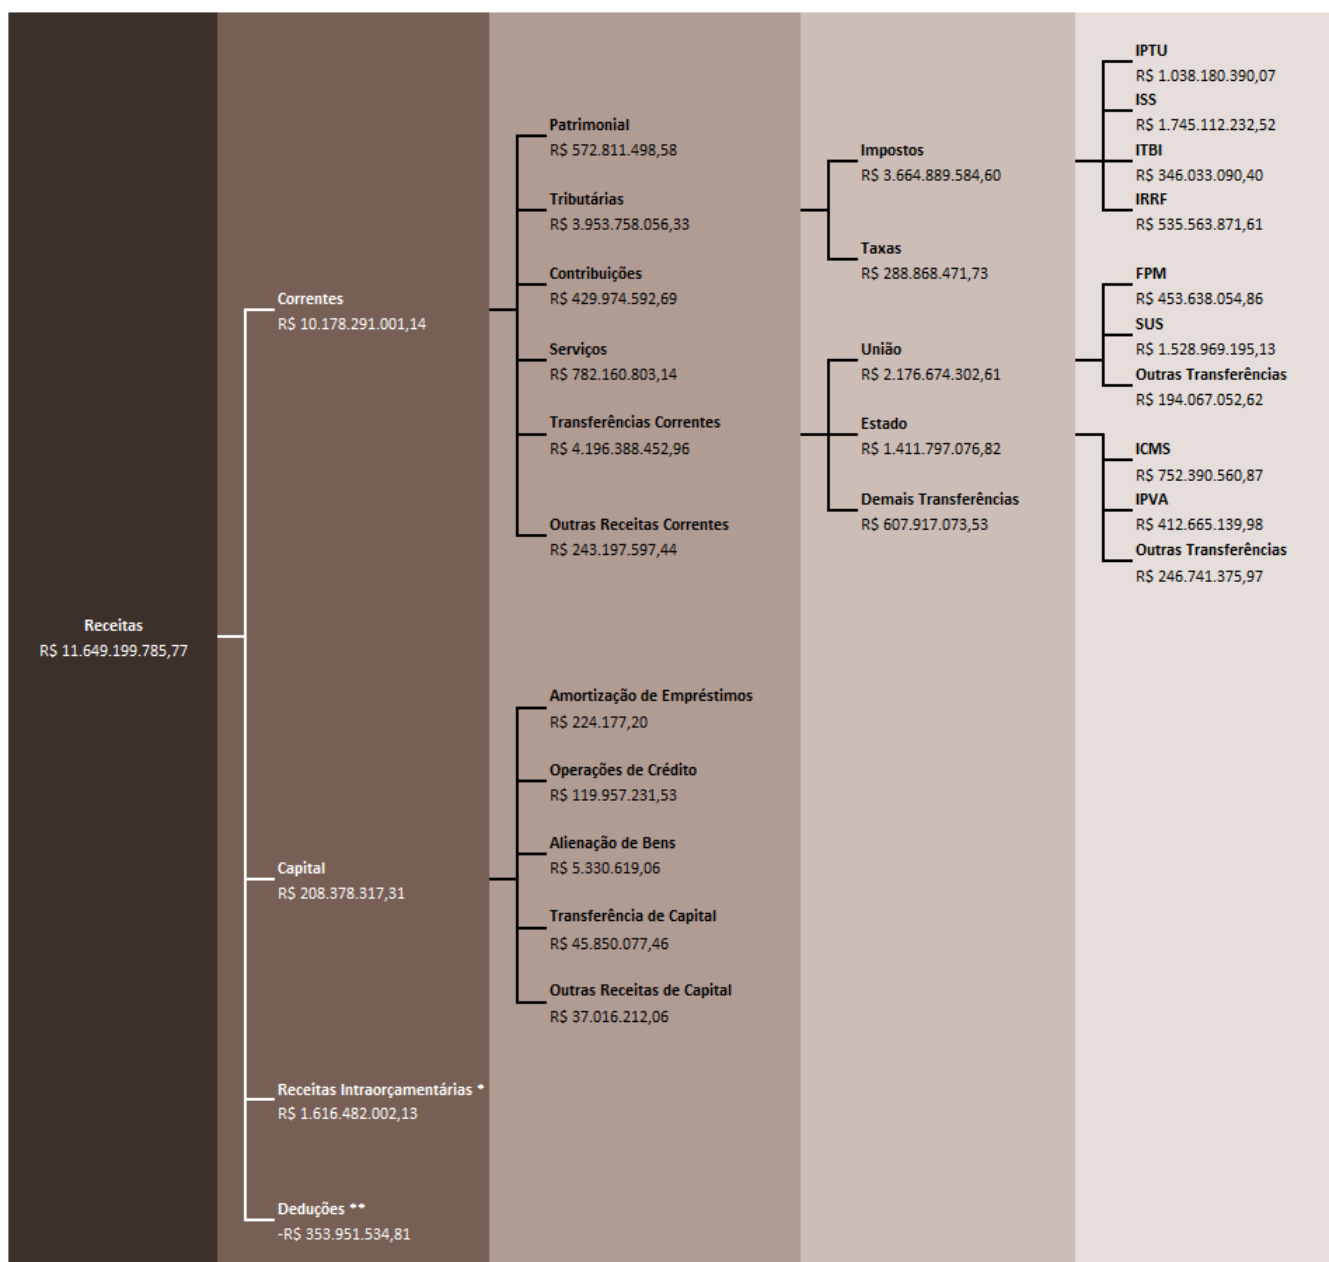 Receitas
R$ 11.649.199.785,77
Correntes
R$ 10.178.291.001,14
Capital
R$ 208.378.317,31
Receitas Intraorçamentárias *
R$ 1.616.482.002,13
Deduções **
-R$ 353.951.534,81
Patrimonial
R$ 572.811.498,58
Tributárias
R$ 3.953.758.056,33
Contribuições
R$ 429.974.592,69
Serviços
R$ 782.160.803,14
Transferências Correntes
R$ 4.196.388.452,96
Outras Receitas Correntes
R$ 243.197.597,44
Amortização de Empréstimos
R$ 224.177,20
Operações de Crédito
R$ 119.957.231,53
Alienação de Bens
R$ 5.330.619,06
Transferência de Capital
R$ 45.850.077,46
Outras Receitas de Capital
R$ 37.016.212,06
Impostos
R$ 3.664.889.584,60
Taxas
R$ 288.868.471,73
União
R$ 2.176.674.302,61
Estado
R$ 1.411.797.076,82
Demais Transferências
R$ 607.917.073,53
IPTU
R$ 1.038.180.390,07
ISS
R$ 1.745.112.232,52
ITBI
R$ 346.033.090,40
IRRF
R$ 535.563.871,61
FPM
R$ 453.638.054,86
SUS
R$ 1.528.969.195,13
Outras Transferências
R$ 194.067.052,62
ICMS
R$ 752.390.560,87
IPVA
R$ 412.665.139,98
Outras Transferências
R$ 246.741.375,97